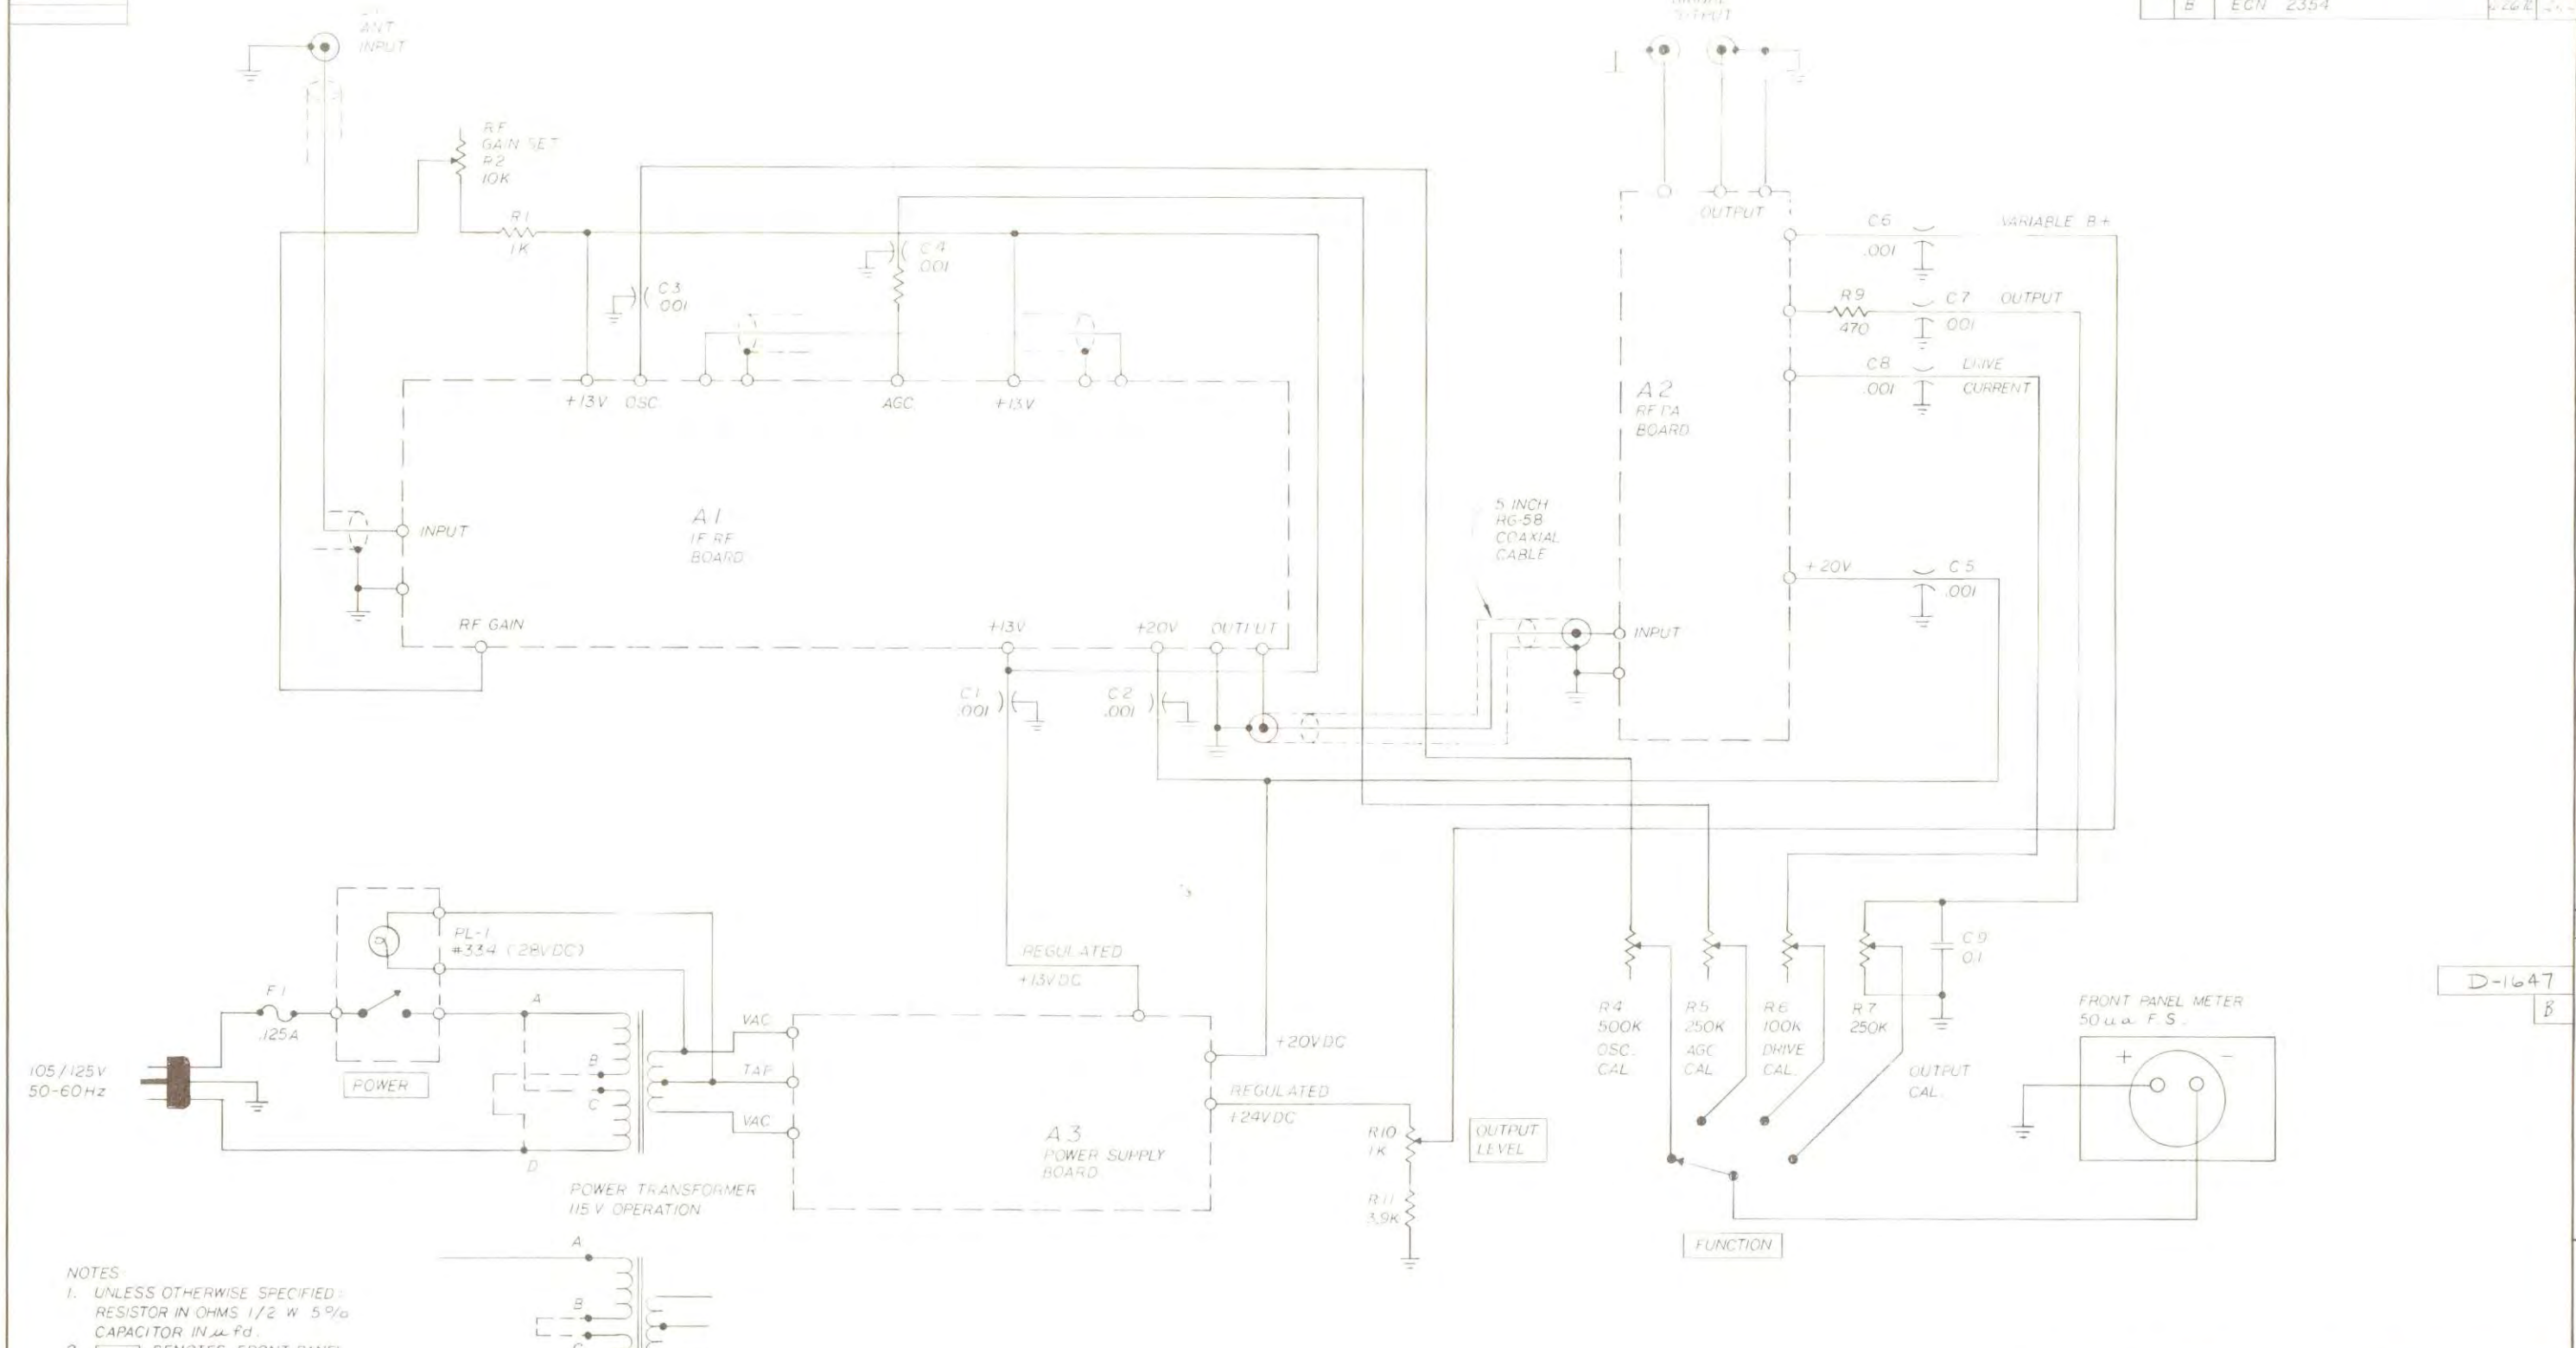 ANT
INPUT
OUTPUT
B ECN 2354
RF
GAIN SET
R2
10K
R1
1K
C3
.001
C4
.001
+13V OSC.
AGC
+13V
INPUT
A1
IF RF
BOARD
RF GAIN
+13V
+20V
OUTPUT
C1
.001
C2
.001
5 INCH
RG-58
COAXIAL
CABLE
OUTPUT
A2
RF PA
BOARD
INPUT
+20V
C6
.001
VARIABLE B+
R9
470
C7
.001
OUTPUT
C8
.001
DRIVE
CURRENT
C5
.001
PL-1
#334 (28VDC)
F1
.125A
105/125V
50-60HZ
POWER
A
B
C
D
VAC
TAP
VAC
POWER TRANSFORMER
115 V OPERATION
REGULATED
+13VDC
A3
POWER SUPPLY
BOARD
+20VDC
REGULATED
+24VDC
R10
1K
OUTPUT
LEVEL
R11
3.9K
R4
500K
OSC.
CAL
R5
250K
AGC
CAL.
R6
100K
DRIVE
CAL.
R7
250K
OUTPUT
CAL.
C9
0.1
FUNCTION
FRONT PANEL METER
50ua F.S.
+ -
D-1647
B
NOTES:
1. UNLESS OTHERWISE SPECIFIED:
RESISTOR IN OHMS 1/2 W 5%
CAPACITOR IN µfd.
DENOTES FRONT PANEL
A
B
C